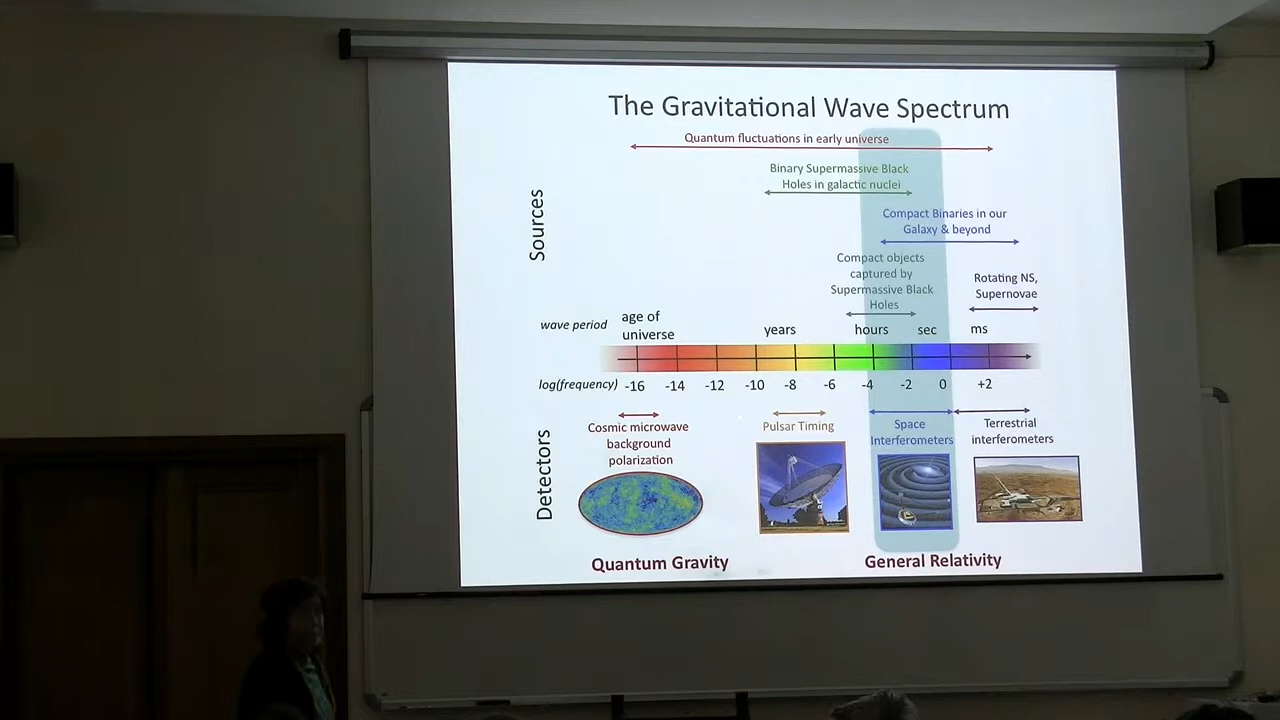 The Gravitational Wave Spectrum
Quantum fluctuations in early universe
Binary Supermassive Black
Holes in galactic nuclei
Sources
Compact Binaries in our
Galaxy & beyond
Compact objects
captured by
Supermassive Black
Holes
Rotating NS,
Supernovae
wave period
age of
universe
years
hours
sec
ms
log(frequency)
-16 -14 -12 -10 -8 -6 -4 -2 0 +2
Detectors
Cosmic microwave
background
polarization
Pulsar Timing
Space
Interferometers
Terrestrial
interferometers
Quantum Gravity
General Relativity